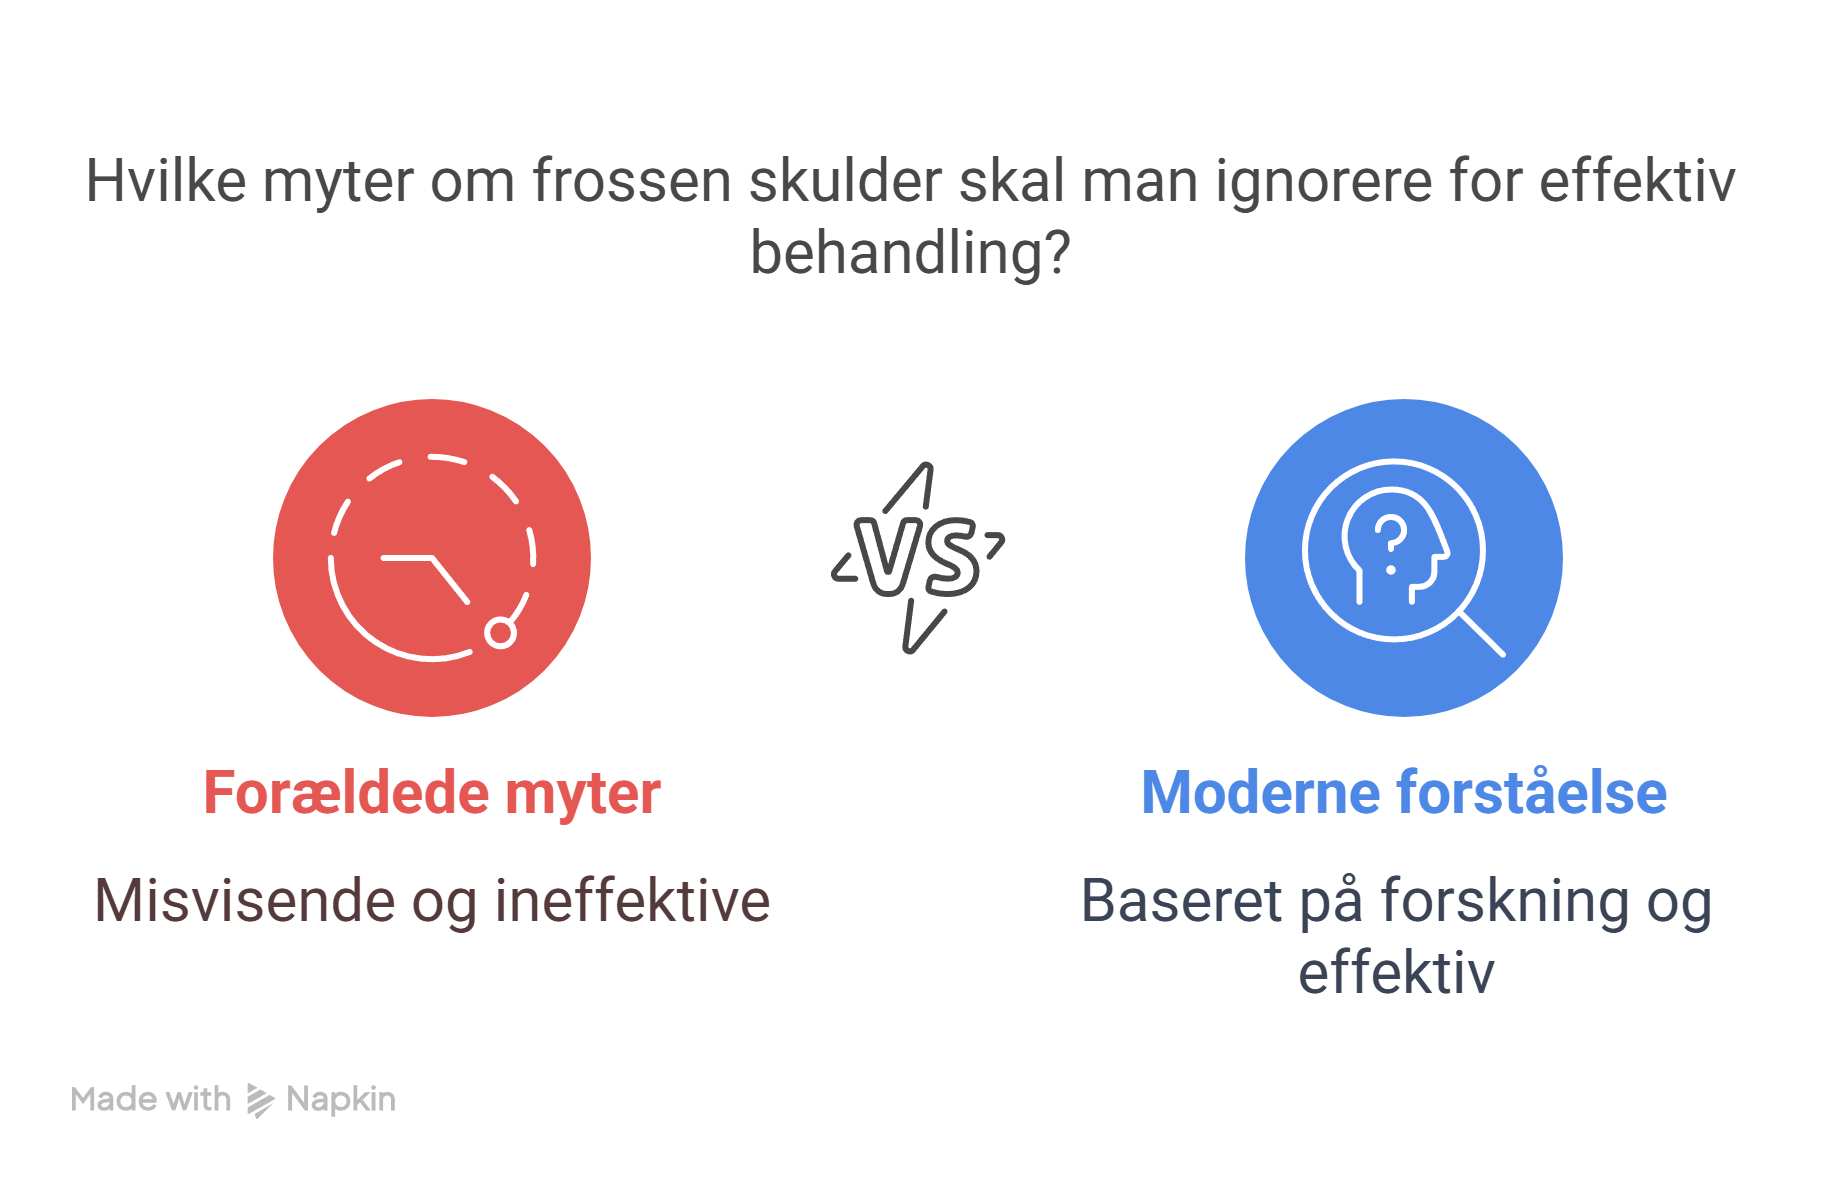 Hvilke myter om frossen skulder skal man ignorere for effektiv
behandling?
VS
Forældede myter
Moderne forståelse
Misvisende og ineffektive
Baseret på forskning og
effektiv
Made with Napkin